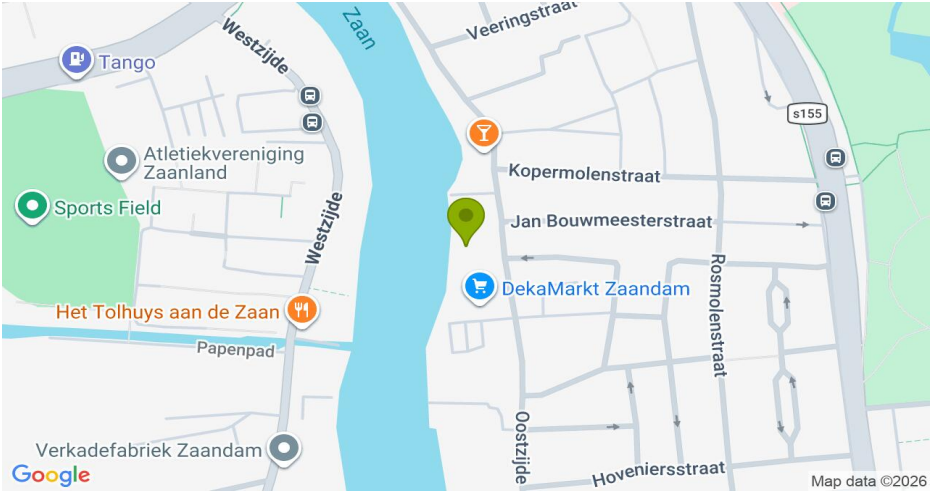 Westzijde
Zaan
Veeringstraat
Tango
s155
Atletiekvereniging
Zaanland
Kopermolenstraat
Sports Field
Westzijde
Jan Bouwmeesterstraat
Rosmolenstraat
DekaMarkt Zaandam
Het Tolhuys aan de Zaan
Papenpad
Oostzijde
Verkadefabriek Zaandam
Hoveniersstraat
Google
Map data ©2026